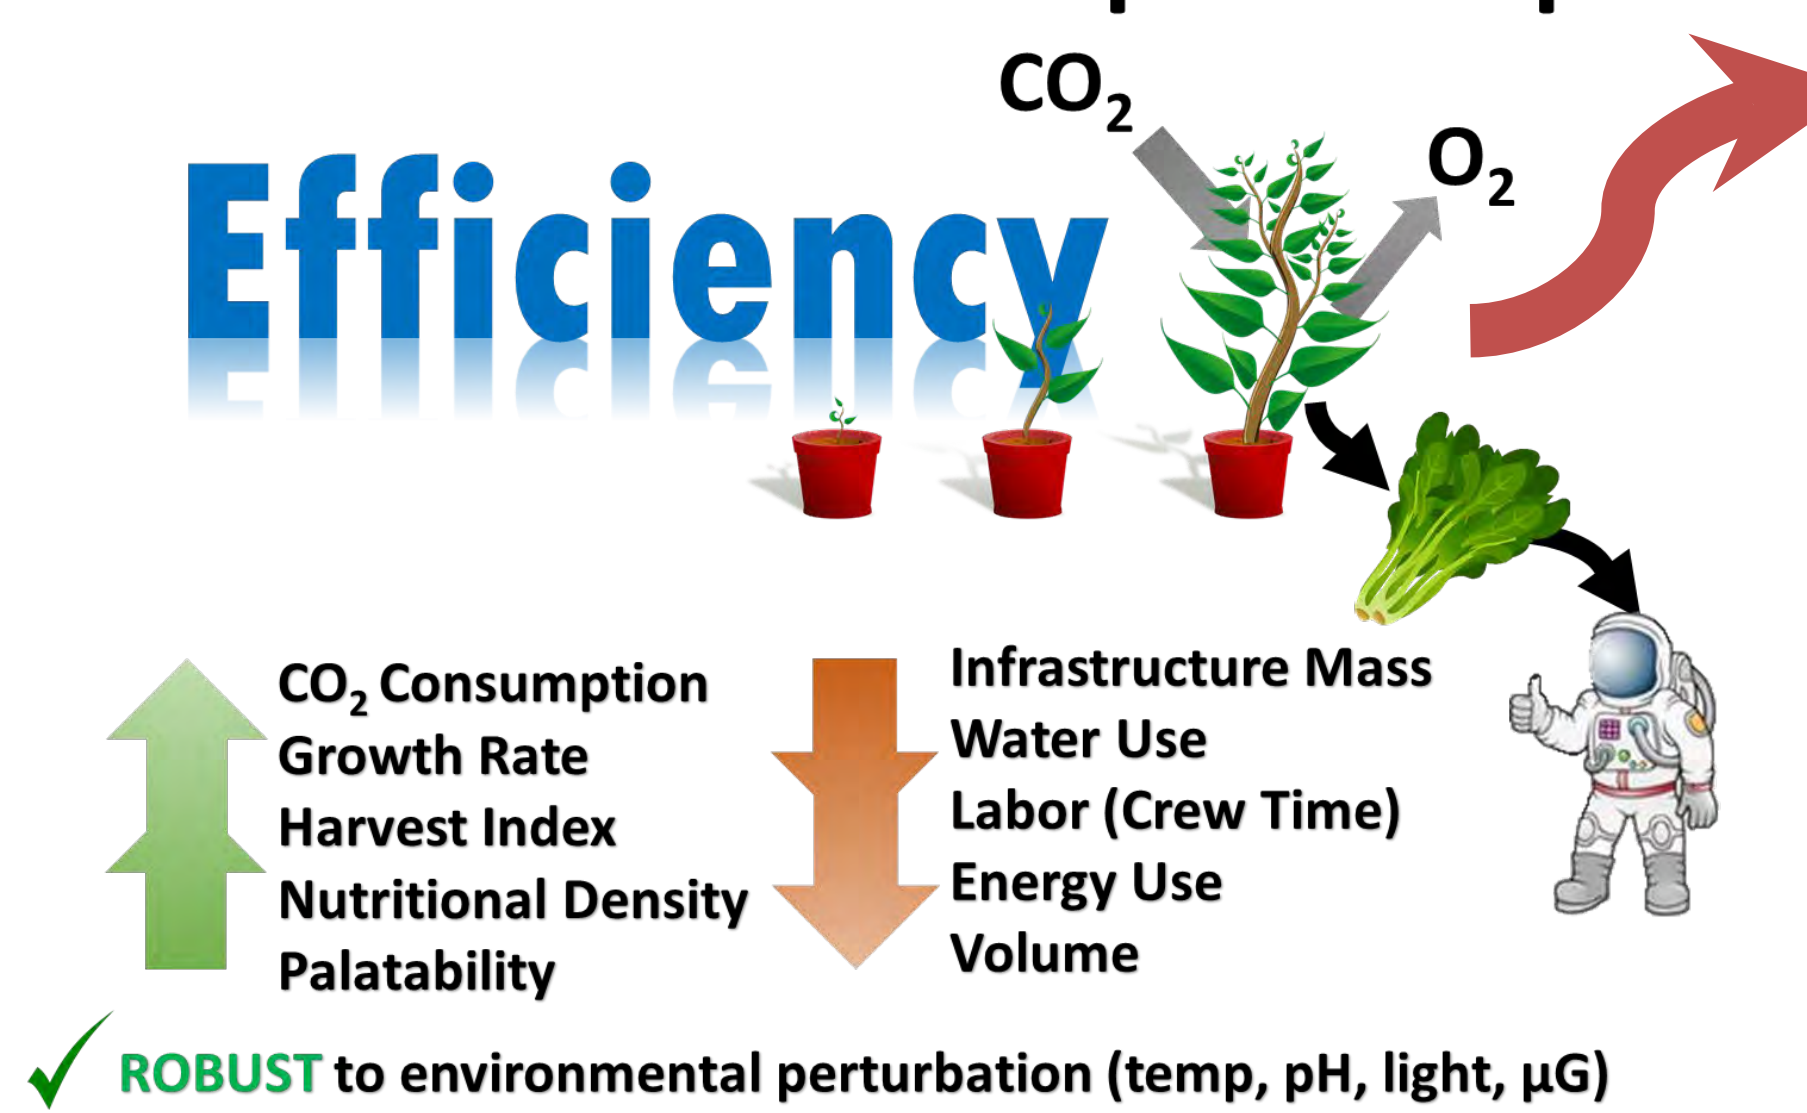 CO₂
O₂
Efficiency
CO₂ Consumption
Growth Rate
Harvest Index
Nutritional Density
Palatability
Infrastructure Mass
Water Use
Labor (Crew Time)
Energy Use
Volume
ROBUST to environmental perturbation (temp, pH, light, µG)